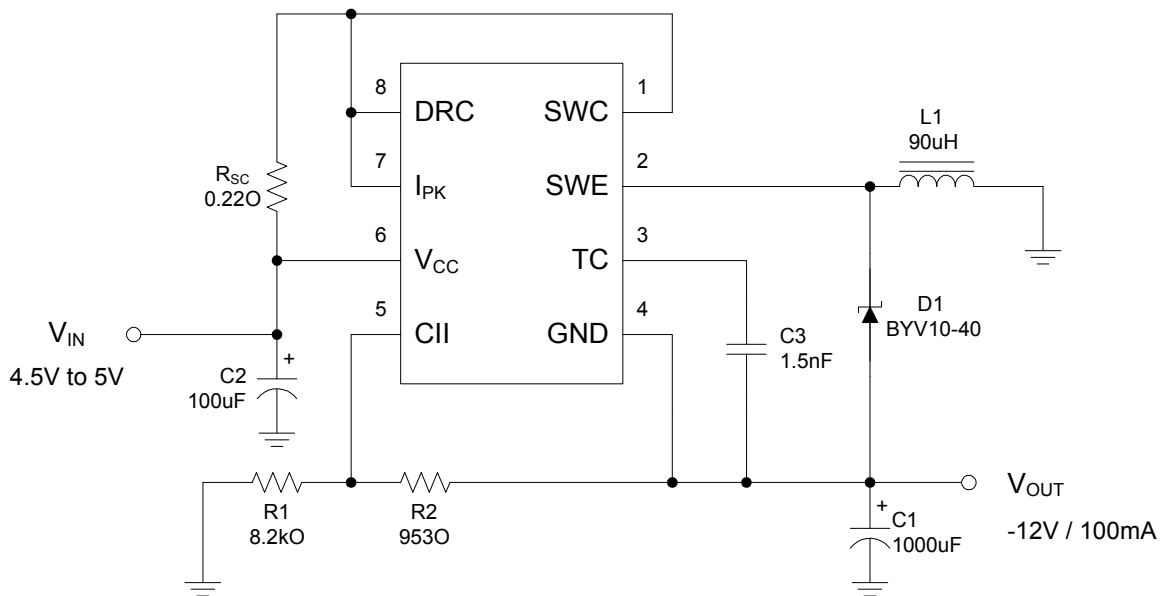 8
DRC
SWC
1
7
I_PK
SWE
2
6
V_CC
TC
3
5
CII
GND
4
R_SC
0.22O
L1
90uH
D1
BYV10-40
V_IN
4.5V to 5V
+
C2
100uF
C3
1.5nF
R1
8.2kO
R2
953O
+
C1
1000uF
V_OUT
-12V / 100mA